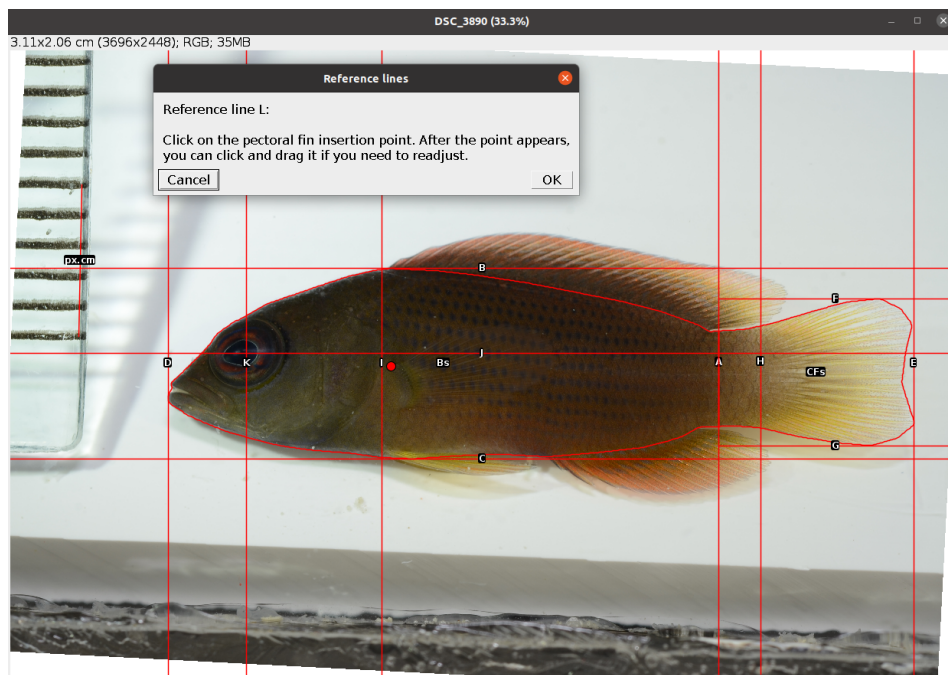 DSC_3890 (33.3%)
3.11x2.06 cm (3696x2448); RGB; 35MB
Reference lines
Reference line L:
Click on the pectoral fin insertion point. After the point appears,
you can click and drag it if you need to readjust.
Cancel
OK
px.cm
B
F
D
K
I
Bs
J
A
H
CFs
E
G
C